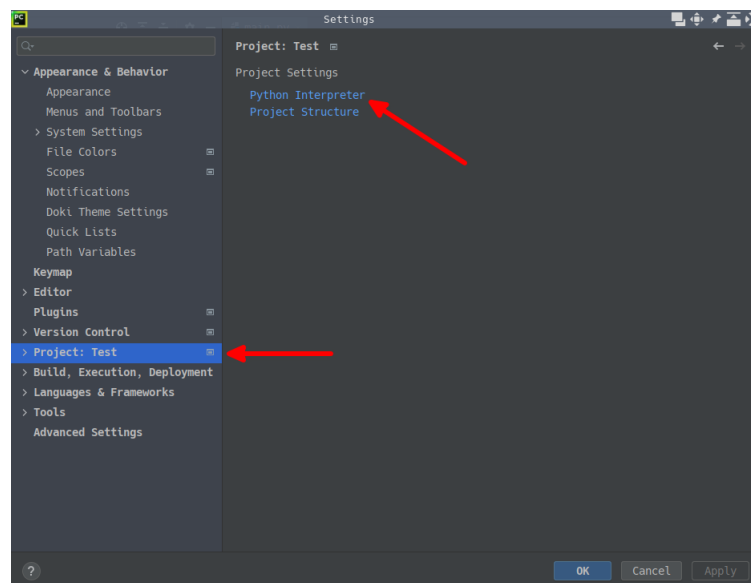 PC
Settings
Project: Test
Appearance & Behavior
Appearance
Menus and Toolbars
System Settings
File Colors
Scopes
Notifications
Doki Theme Settings
Quick Lists
Path Variables
Keymap
Editor
Plugins
Version Control
Project: Test
Build, Execution, Deployment
Languages & Frameworks
Tools
Advanced Settings
Project Settings
Python Interpreter
Project Structure
?
OK
Cancel
Apply